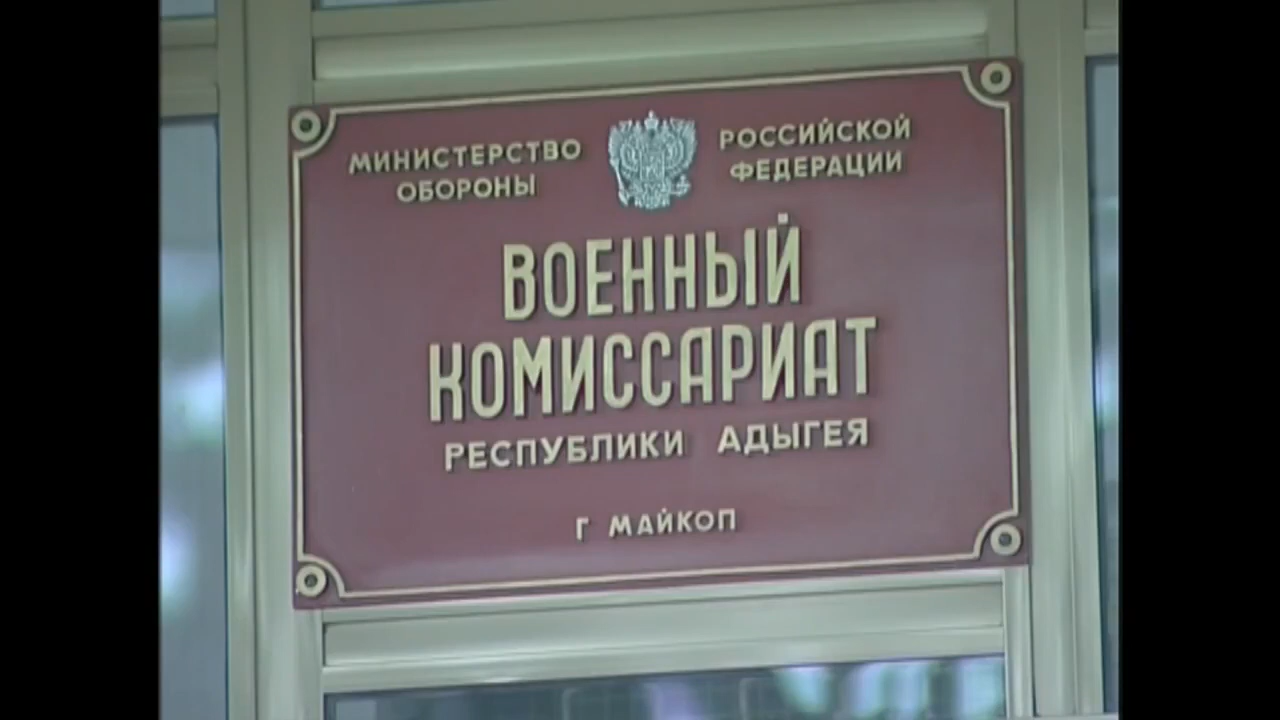 МИНИСТЕРСТВО ОБОРОНЫ
РОССИЙСКОЙ ФЕДЕРАЦИИ
ВОЕННЫЙ
КОМИССАРИАТ
РЕСПУБЛИКИ АДЫГЕЯ
Г МАЙКОП